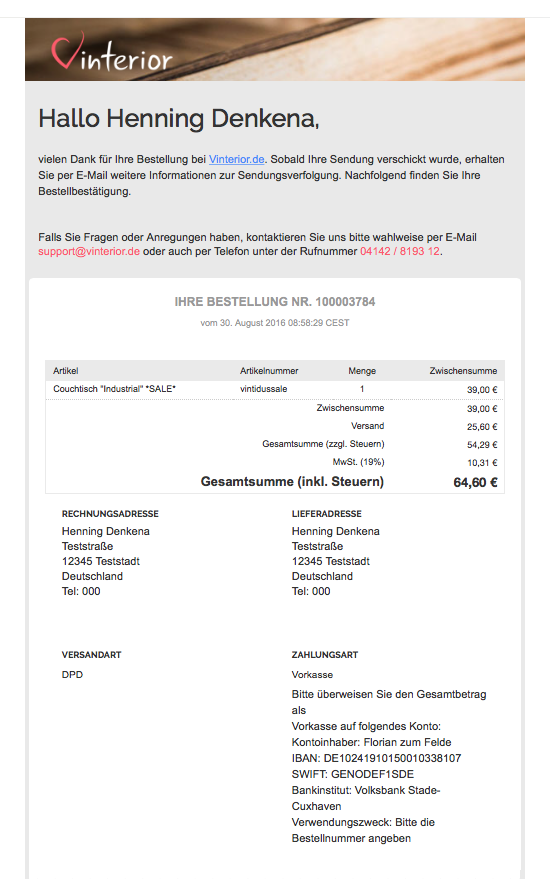 Vinterior
Hallo Henning Denkena,
vielen Dank für Ihre Bestellung bei Vinterior.de. Sobald Ihre Sendung verschickt wurde, erhalten
Sie per E-Mail weitere Informationen zur Sendungsverfolgung. Nachfolgend finden Sie Ihre
Bestellbestätigung.
Falls Sie Fragen oder Anregungen haben, kontaktieren Sie uns bitte wahlweise per E-Mail
support@vinterior.de oder auch per Telefon unter der Rufnummer 04142 / 8193 12.
IHRE BESTELLUNG NR. 100003784
vom 30. August 2016 08:58:29 CEST
Artikel Artikelnummer Menge Zwischensumme
Couchtisch "Industrial" *SALE* vintidussale 1 39,00 €
Zwischensumme 39,00 €
Versand 25,60 €
Gesamtsumme (zzgl. Steuern) 54,29 €
MwSt. (19%) 10,31 €
Gesamtsumme (inkl. Steuern) 64,60 €
RECHNUNGSADRESSE
Henning Denkena
Teststraße
12345 Teststadt
Deutschland
Tel: 000
LIEFERADRESSE
Henning Denkena
Teststraße
12345 Teststadt
Deutschland
Tel: 000
VERSANDART
DPD
ZAHLUNGSART
Vorkasse
Bitte überweisen Sie den Gesamtbetrag
als
Vorkasse auf folgendes Konto:
Kontoinhaber: Florian zum Felde
IBAN: DE10241910150010338107
SWIFT: GENODEF1SDE
Bankinstitut: Volksbank Stade-
Cuxhaven
Verwendungszweck: Bitte die
Bestellnummer angeben